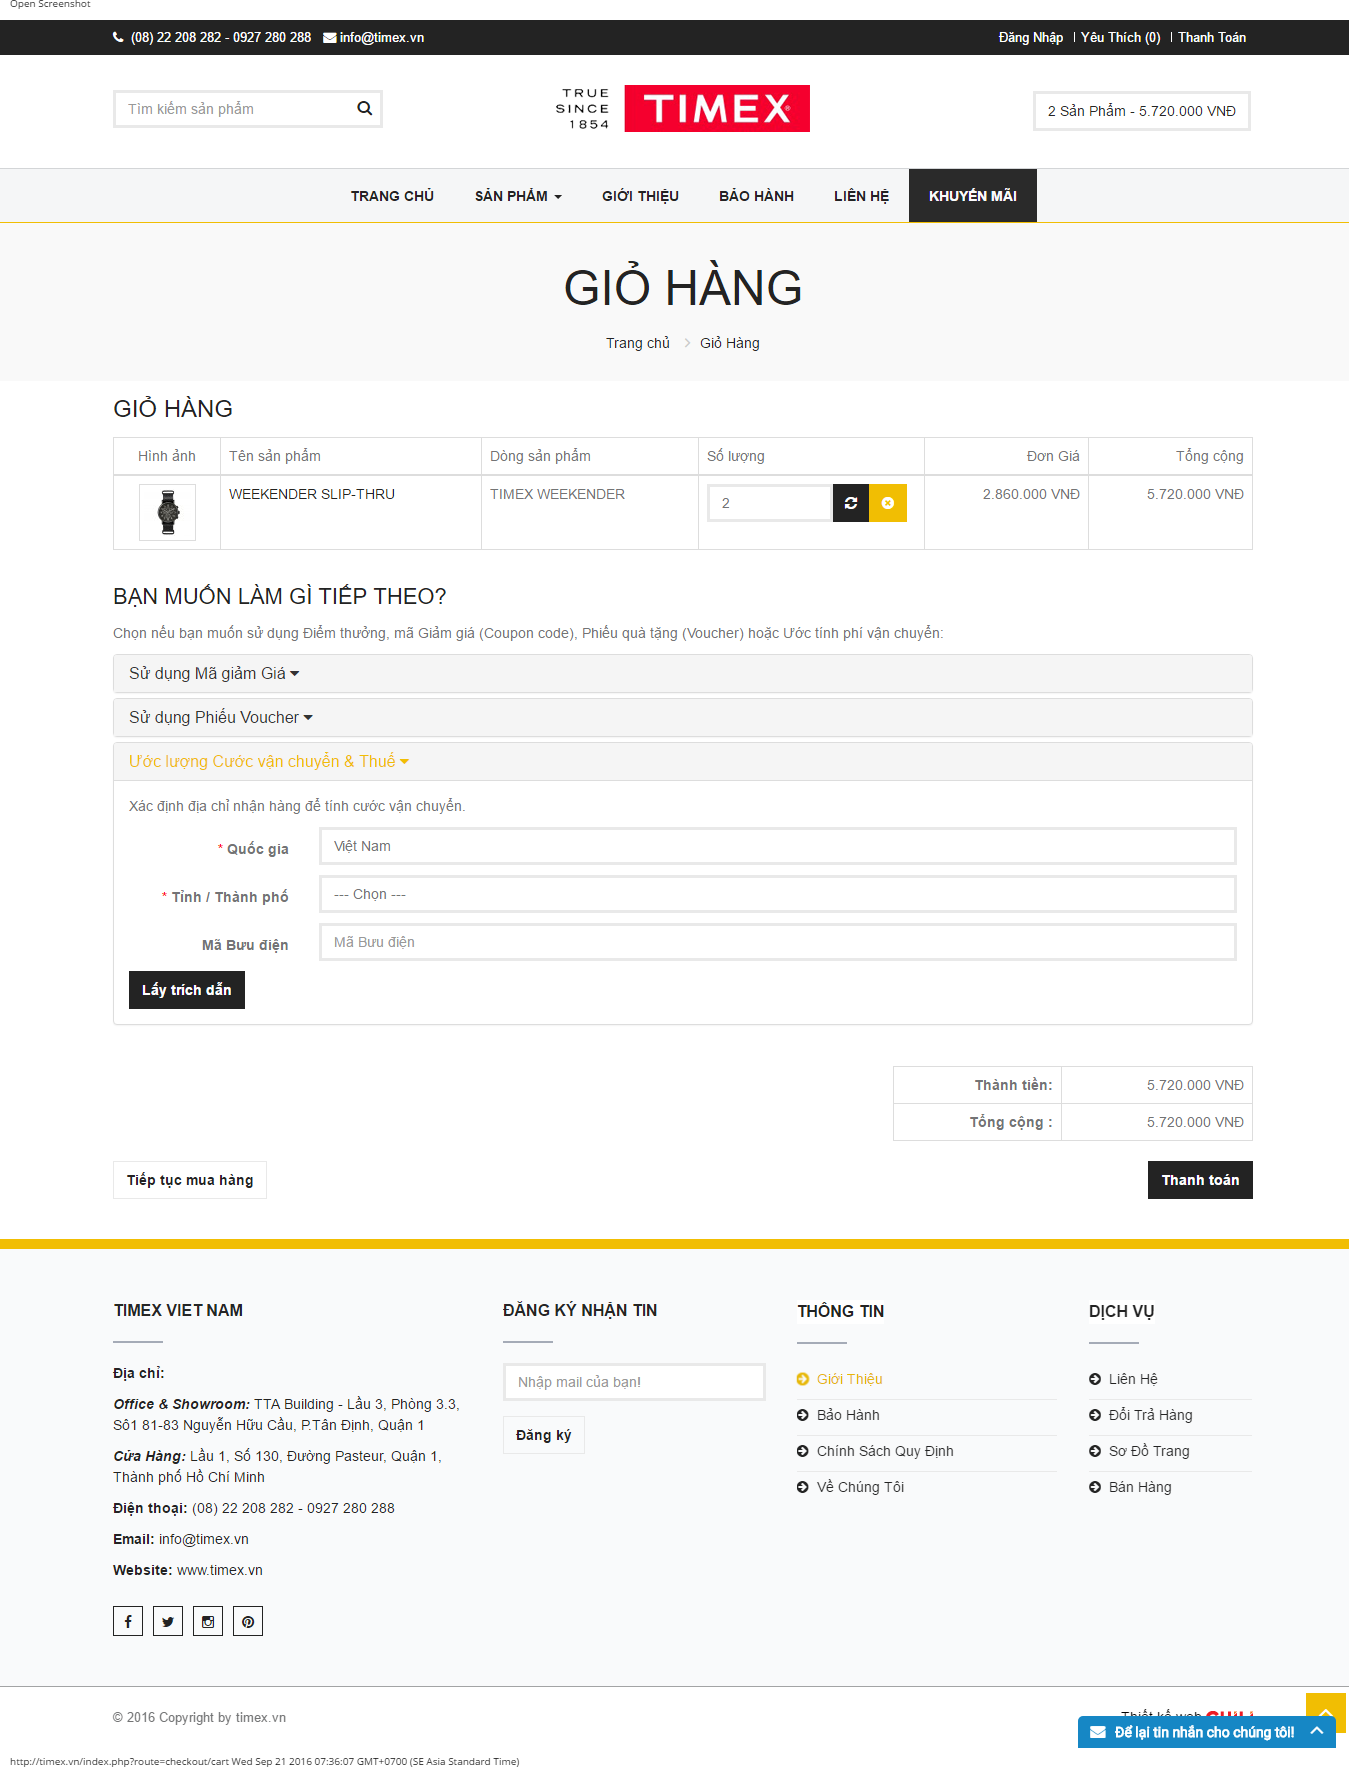 Open Screenshot
(08) 22 208 282 - 0927 280 288 info@timex.vn
Đăng Nhập | Yêu Thích (0) | Thanh Toán
Tìm kiếm sản phẩm
TRUE
SINCE
1854
TIMEX
2 Sản Phẩm - 5.720.000 VNĐ
TRANG CHỦ SẢN PHẨM GIỚI THIỆU BẢO HÀNH LIÊN HỆ KHUYẾN MÃI
GIỎ HÀNG
Trang chủ Giỏ Hàng
GIỎ HÀNG
Hình ảnh Tên sản phẩm Dòng sản phẩm Số lượng Đơn Giá Tổng cộng
WEEKENDER SLIP-THRU TIMEX WEEKENDER 2 2.860.000 VNĐ 5.720.000 VNĐ
BẠN MUỐN LÀM GÌ TIẾP THEO?
Chọn nếu bạn muốn sử dụng Điểm thưởng, mã Giảm giá (Coupon code), Phiếu quà tặng (Voucher) hoặc Ước tính phí vận chuyển:
Sử dụng Mã giảm Giá
Sử dụng Phiếu Voucher
Ước lượng Cước vận chuyển & Thuế
Xác định địa chỉ nhận hàng để tính cước vận chuyển.
* Quốc gia Việt Nam
* Tỉnh / Thành phố --- Chọn ---
Mã Bưu điện Mã Bưu điện
Lấy trích dẫn
Thành tiền: 5.720.000 VNĐ
Tổng cộng : 5.720.000 VNĐ
Tiếp tục mua hàng Thanh toán
TIMEX VIET NAM
Địa chỉ:
Office & Showroom: TTA Building - Lầu 3, Phòng 3.3,
Sô1 81-83 Nguyễn Hữu Cầu, P.Tân Định, Quận 1
Cửa Hàng: Lầu 1, Số 130, Đường Pasteur, Quận 1,
Thành phố Hồ Chí Minh
Điện thoại: (08) 22 208 282 - 0927 280 288
Email: info@timex.vn
Website: www.timex.vn
ĐĂNG KÝ NHẬN TIN
Nhập mail của bạn!
Đăng ký
THÔNG TIN
Giới Thiệu
Bảo Hành
Chính Sách Quy Định
Về Chúng Tôi
DỊCH VỤ
Liên Hệ
Đổi Trả Hàng
Sơ Đồ Trang
Bán Hàng
© 2016 Copyright by timex.vn
Thiết kế web CHILI
Để lại tin nhắn cho chúng tôi!
http://timex.vn/index.php?route=checkout/cart Wed Sep 21 2016 07:36:07 GMT+0700 (SE Asia Standard Time)